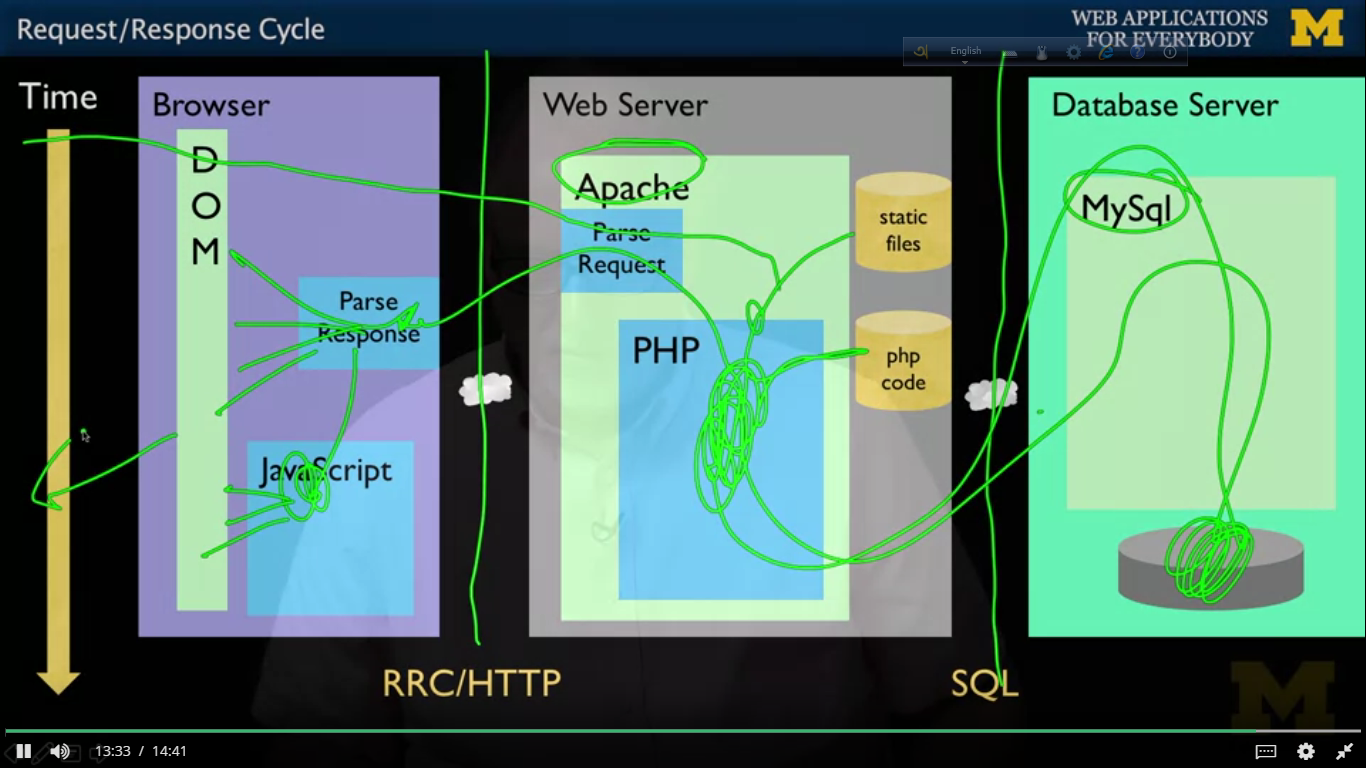 Request/Response Cycle
WEB APPLICATIONS
FOR EVERYBODY
M
English
Time
Browser
Web Server
Database Server
D
O
M
Apache
Parse
Request
static
files
MySql
Parse
Response
PHP
php
code
JavaScript
RRC/HTTP
SQL
13:33 / 14:41